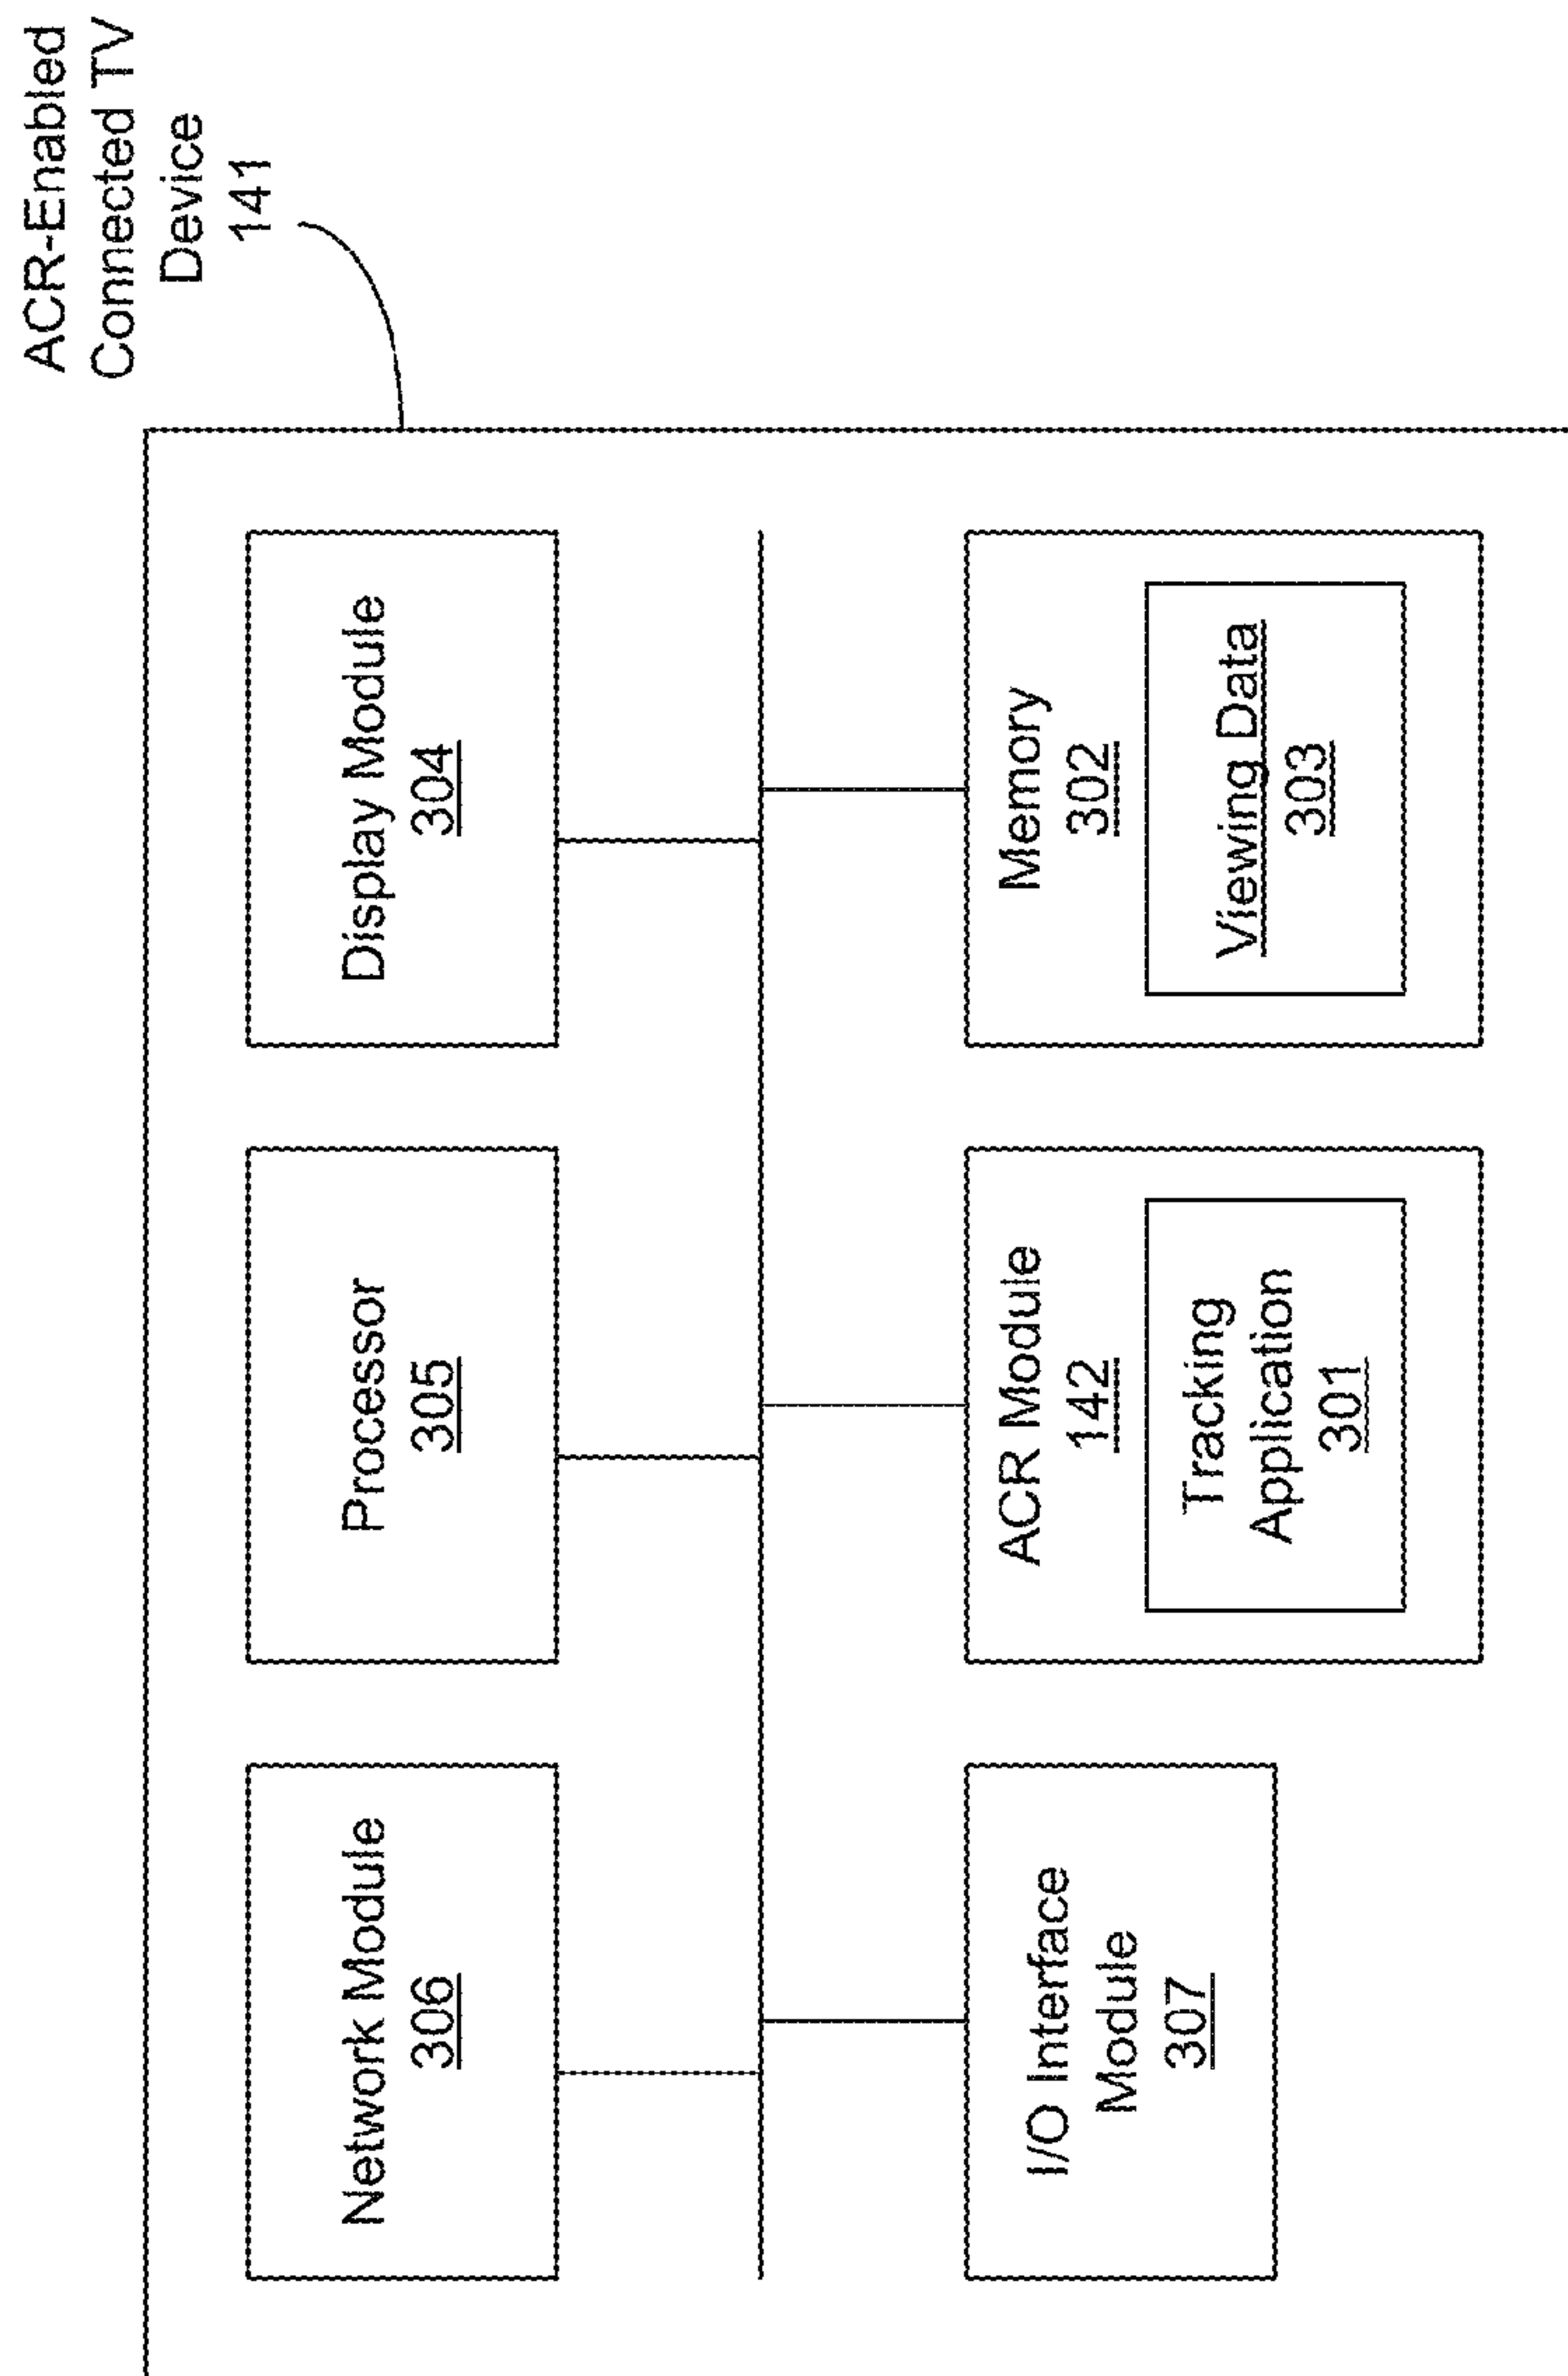 ACR-Enabled
Connected TV
Device
141
Network Module
306
Processor
305
Display Module
304
I/O Interface
Module
307
ACR Module
142
Tracking
Application
301
Memory
302
Viewing Data
303